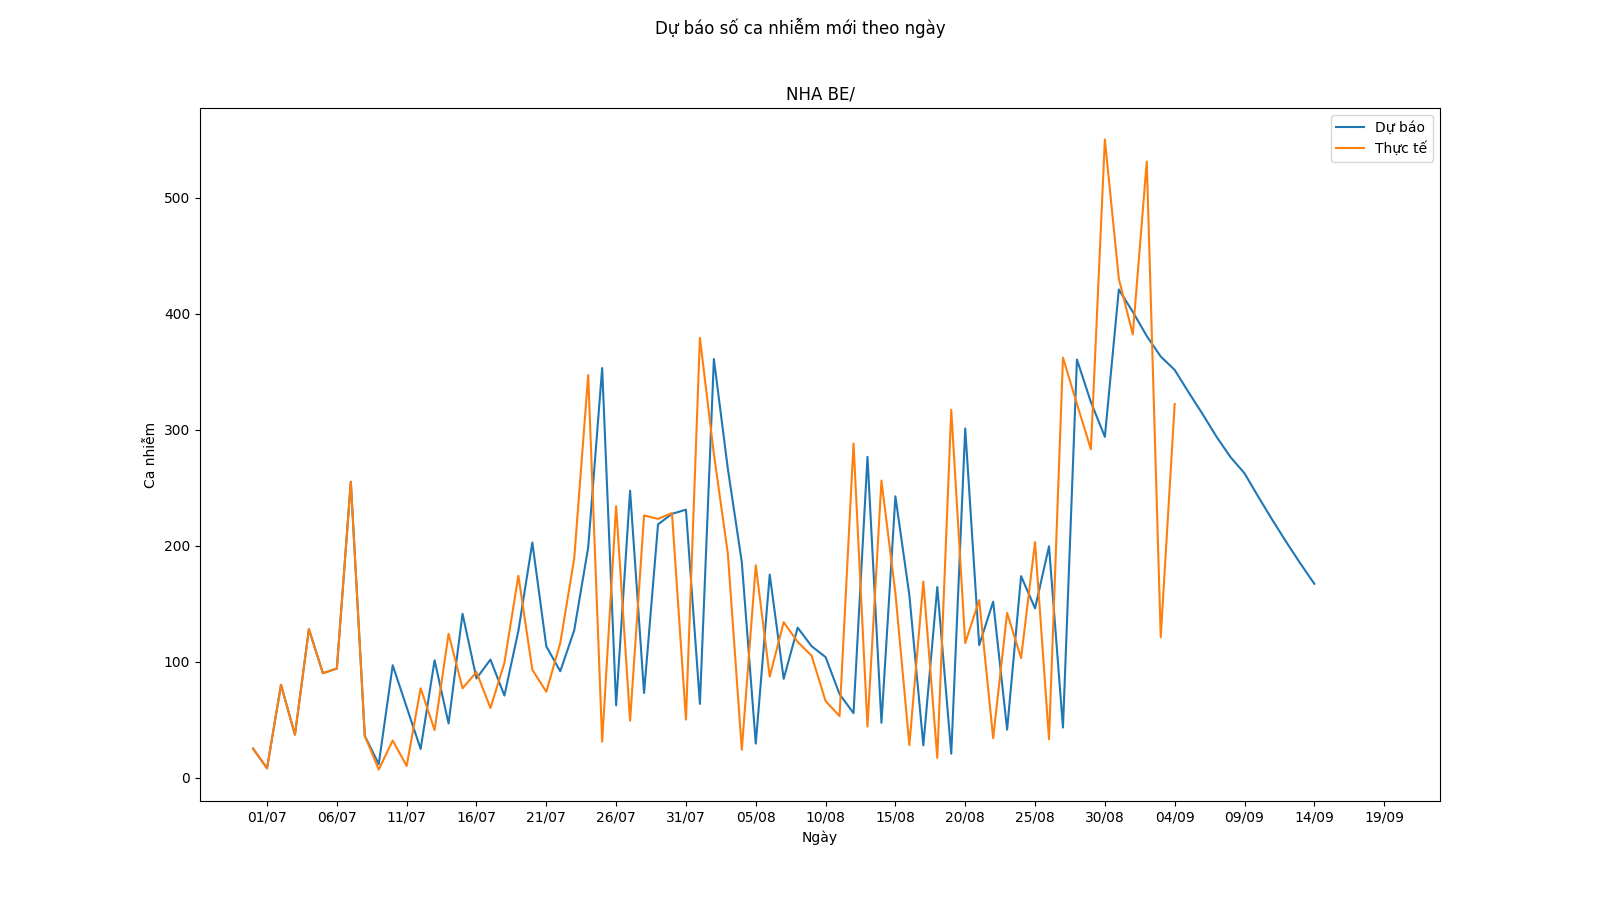 Dự báo số ca nhiễm mới theo ngày
NHA BE/
Dự báo
Thực tế
500
400
300
200
100
0
Ca nhiễm
01/07 06/07 11/07 16/07 21/07 26/07 31/07 05/08 10/08 15/08 20/08 25/08 30/08 04/09 09/09 14/09 19/09
Ngày